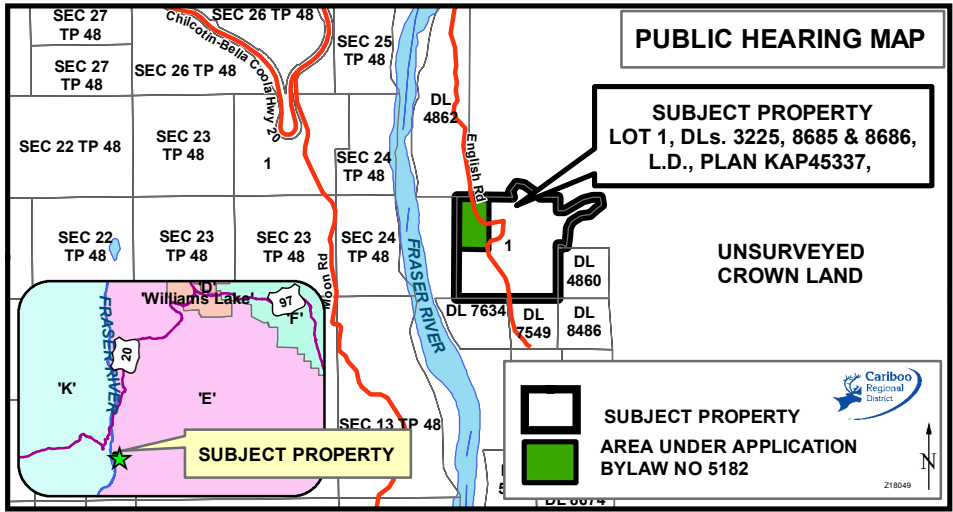 PUBLIC HEARING MAP
SUBJECT PROPERTY
LOT 1, DLs. 3225, 8685 & 8686,
L.D., PLAN KAP45337,
SEC 27
TP 48
SEC 26 TP 48
SEC 25
TP 48
Chilcotin-Bella Coola Hwy 20
SEC 27
TP 48
SEC 26 TP 48
DL
4862
SEC 22 TP 48
SEC 23
TP 48
1
SEC 24
TP 48
English Rd
SEC 22
TP 48
SEC 23
TP 48
SEC 23
TP 48
SEC 24
TP 48
Moon Rd
FRASER RIVER
1
UNSURVEYED
CROWN LAND
DL
4860
DL 7634
DL
7549
DL
8486
SEC 13 TP 48
'D'
'Williams Lake'
97
'F'
FRASER RIVER
20
'K'
'E'
SUBJECT PROPERTY
Cariboo
Regional
District
SUBJECT PROPERTY
AREA UNDER APPLICATION
BYLAW NO 5182
N
Z18049